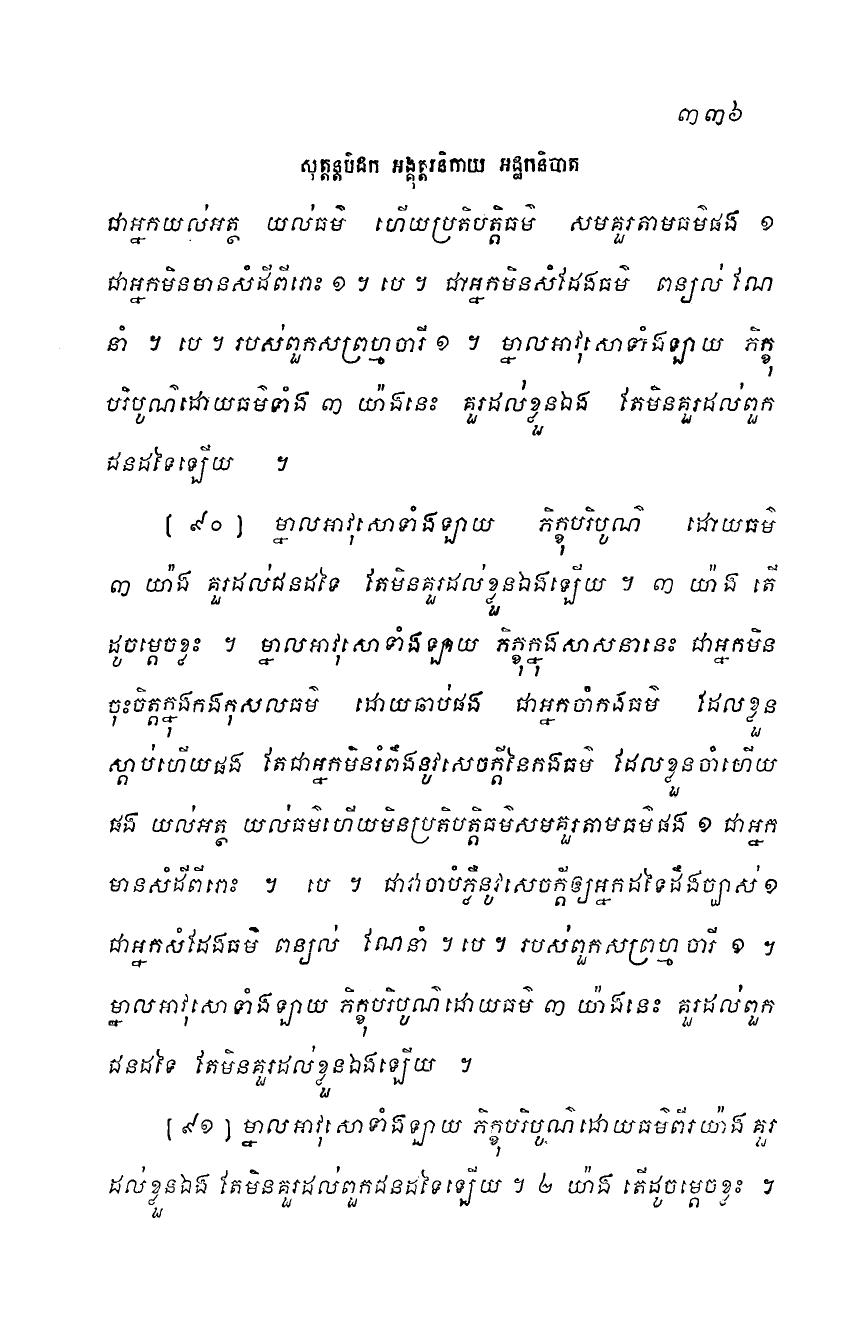 ៣៣៦
សុត្តន្តបិដក អង្គុត្តរនិកាយ អដ្ឋកនិបាត
ជាអ្នកយល់អត្ថ យល់ធម៌ ហើយប្រតិបត្តិធម៌ សមគួរតាមធម៌ផង ១
ជាអ្នកមិនមានសំដីពីរោះ ១ ។ បេ ។ ជាអ្នកមិនសំដែងធម៌ ពន្យល់ ណែ
នាំ ។ បេ ។ របស់ពួកសព្រហ្មចារី ១ ។ ម្នាលអាវុសោទាំងឡាយ ភិក្ខុ
បរិបូណ៌ដោយធម៌ទាំង ៣ យ៉ាងនេះ គួរដល់ខ្លួនឯង តែមិនគួរដល់ពួក
ជនដទៃឡើយ ។
[ ៩០ ] ម្នាលអាវុសោទាំងឡាយ ភិក្ខុបរិបូណ៌ ដោយធម៌
៣ យ៉ាង គួរដល់ជនដទៃ តែមិនគួរដល់ខ្លួនឯងឡើយ ។ ៣ យ៉ាង តើ
ដូចម្តេចខ្លះ ។ ម្នាលអាវុសោទាំងឡាយ ភិក្ខុក្នុងសាសនានេះ ជាអ្នកមិន
ចុះចិត្តក្នុងកងកុសលធម៌ ដោយឆាប់ផង ជាអ្នកចាំកងធម៌ ដែលខ្លួន
ស្តាប់ហើយផង តែជាអ្នកមិនរំពឹងនូវសេចក្តីនៃកងធម៌ ដែលខ្លួនចាំហើយ
ផង យល់អត្ថ យល់ធម៌ហើយមិនប្រតិបត្តិធម៌សមគួរតាមធម៌ផង ១ ជាអ្នក
មានសំដីពីរោះ ។ បេ ។ ជាវាចាបំភ្លឺនូវសេចក្តីឲ្យអ្នកដទៃដឹងច្បាស់ ១
ជាអ្នកសំដែងធម៌ ពន្យល់ ណែនាំ ។ បេ ។ របស់ពួកសព្រហ្មចារី ១ ។
ម្នាលអាវុសោទាំងឡាយ ភិក្ខុបរិបូណ៌ដោយធម៌ ៣ យ៉ាងនេះ គួរដល់ពួក
ជនដទៃ តែមិនគួរដល់ខ្លួនឯងឡើយ ។
[ ៩១ ] ម្នាលអាវុសោទាំងឡាយ ភិក្ខុបរិបូណ៌ដោយធម៌ពីរយ៉ាង គួរ
ដល់ខ្លួនឯង តែមិនគួរដល់ពួកជនដទៃឡើយ ។ ២ យ៉ាង តើដូចម្តេចខ្លះ ។